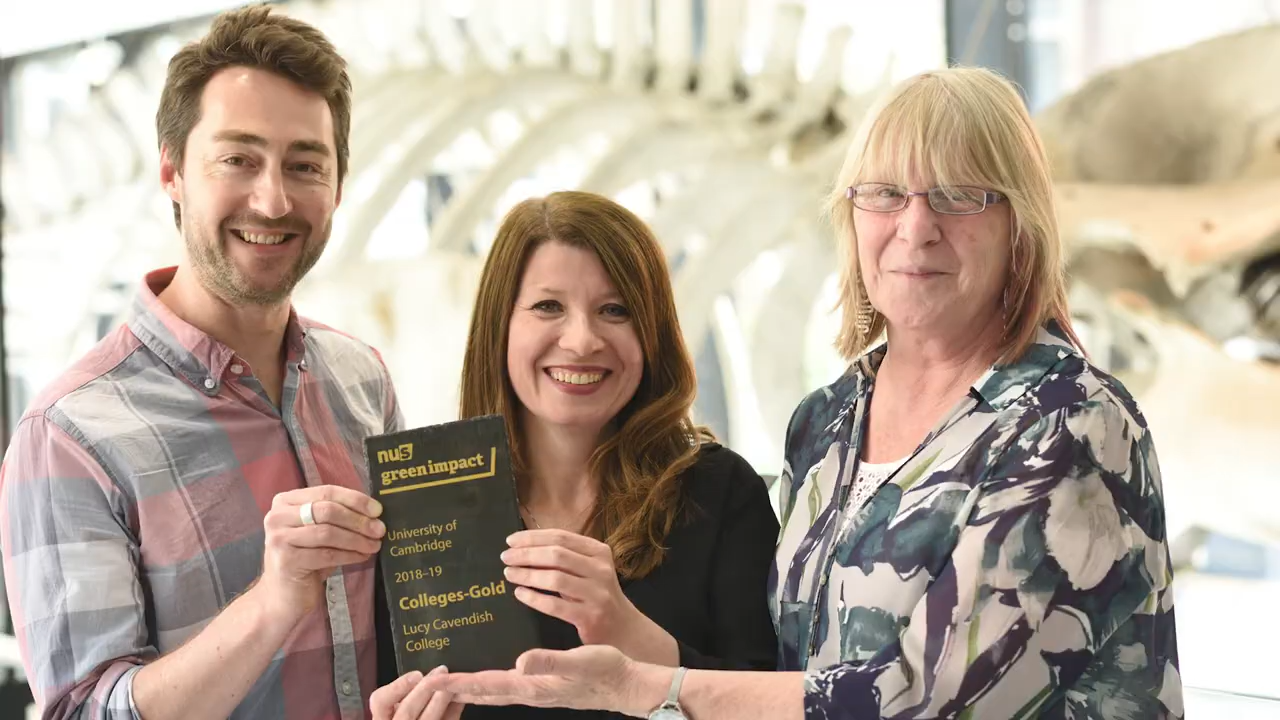 nus
greenimpact
University of
Cambridge
2018–19
Colleges-Gold
Lucy Cavendish
College